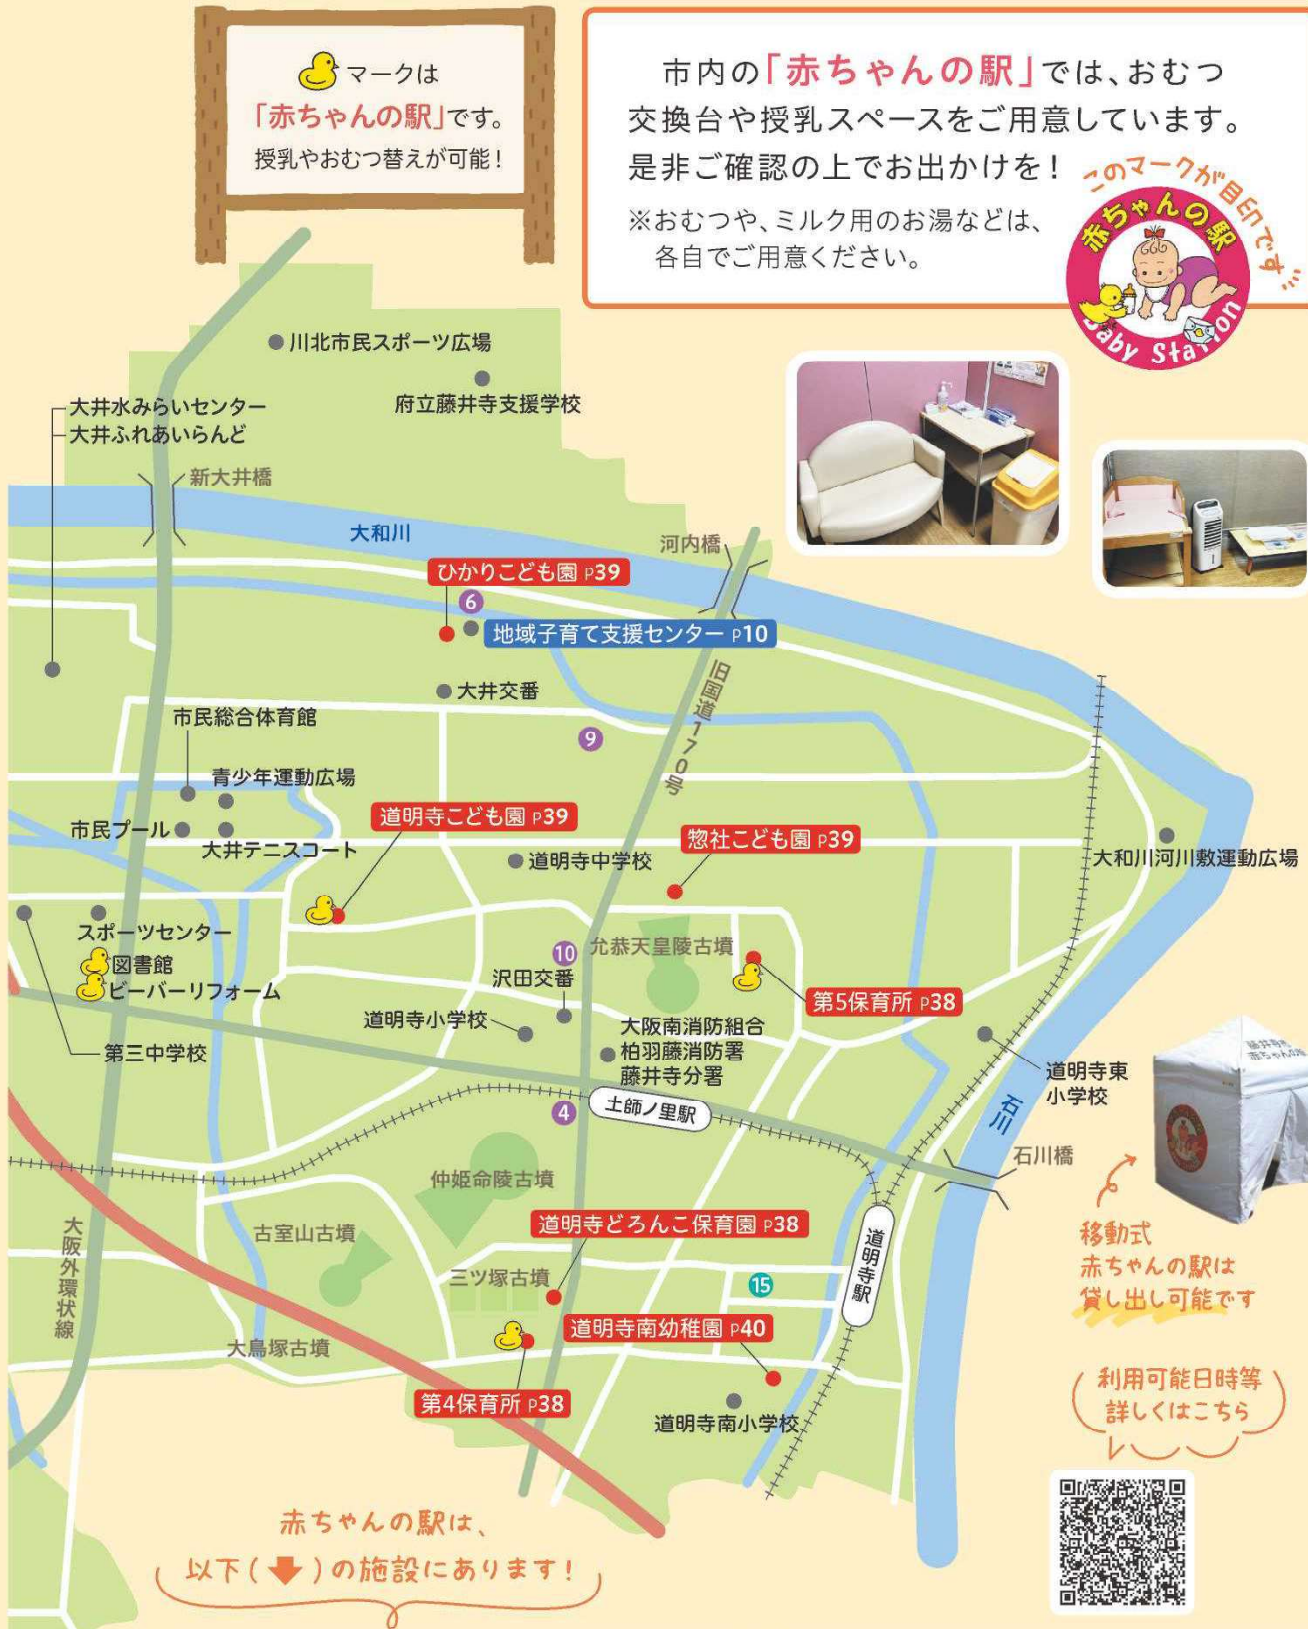 マークは
「赤ちゃんの駅」です。
授乳やおむつ替えが可能！
市内の「赤ちゃんの駅」では、おむつ
交換台や授乳スペースをご用意しています。
是非ご確認の上でお出かけを！
※おむつや、ミルク用のお湯などは、
各自でご用意ください。
このマークが目印です
赤ちゃんの駅
Baby Station
川北市民スポーツ広場
府立藤井寺支援学校
大井水みらいセンター
大井ふれあいらんど
新大井橋
大和川
河内橋
ひかりこども園 P39
6
地域子育て支援センター P10
大井交番
旧国道170号
9
市民総合体育館
青少年運動広場
市民プール
大井テニスコート
道明寺こども園 P39
道明寺中学校
惣社こども園 P39
大和川河川敷運動広場
スポーツセンター
図書館
ビーバーリフォーム
第三中学校
10
允恭天皇陵古墳
沢田交番
第5保育所 P38
道明寺小学校
大阪南消防組合
柏羽藤消防署
藤井寺分署
道明寺東
小学校
4
土師ノ里駅
石川
石川橋
仲姫命陵古墳
古室山古墳
道明寺どろんこ保育園 P38
大阪外環状線
三ツ塚古墳
15
道明寺駅
大鳥塚古墳
道明寺南幼稚園 P40
第4保育所 P38
道明寺南小学校
移動式
赤ちゃんの駅は
貸し出し可能です
利用可能日時等
詳しくはこちら
赤ちゃんの駅は、
以下(⬇)の施設にあります！